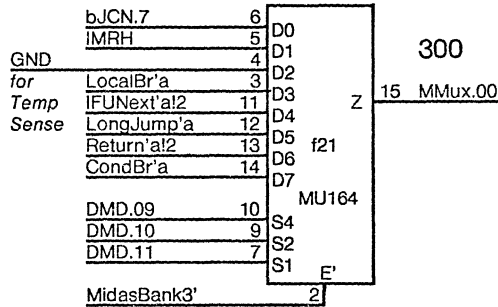 bJCN.7 6 D0
IMRH 5 D1
300
GND 4 D2
for LocalBr'a 3 D3
15 MMux.00
Z
Temp IFUNext'a!2 11 D4
Sense LongJump'a 12 D5
f21
Return'a!2 13 D6
CondBr'a 14 D7
MU164
DMD.09 10 S4
DMD.10 9 S2
DMD.11 7 S1
E'
MidasBank3' 2